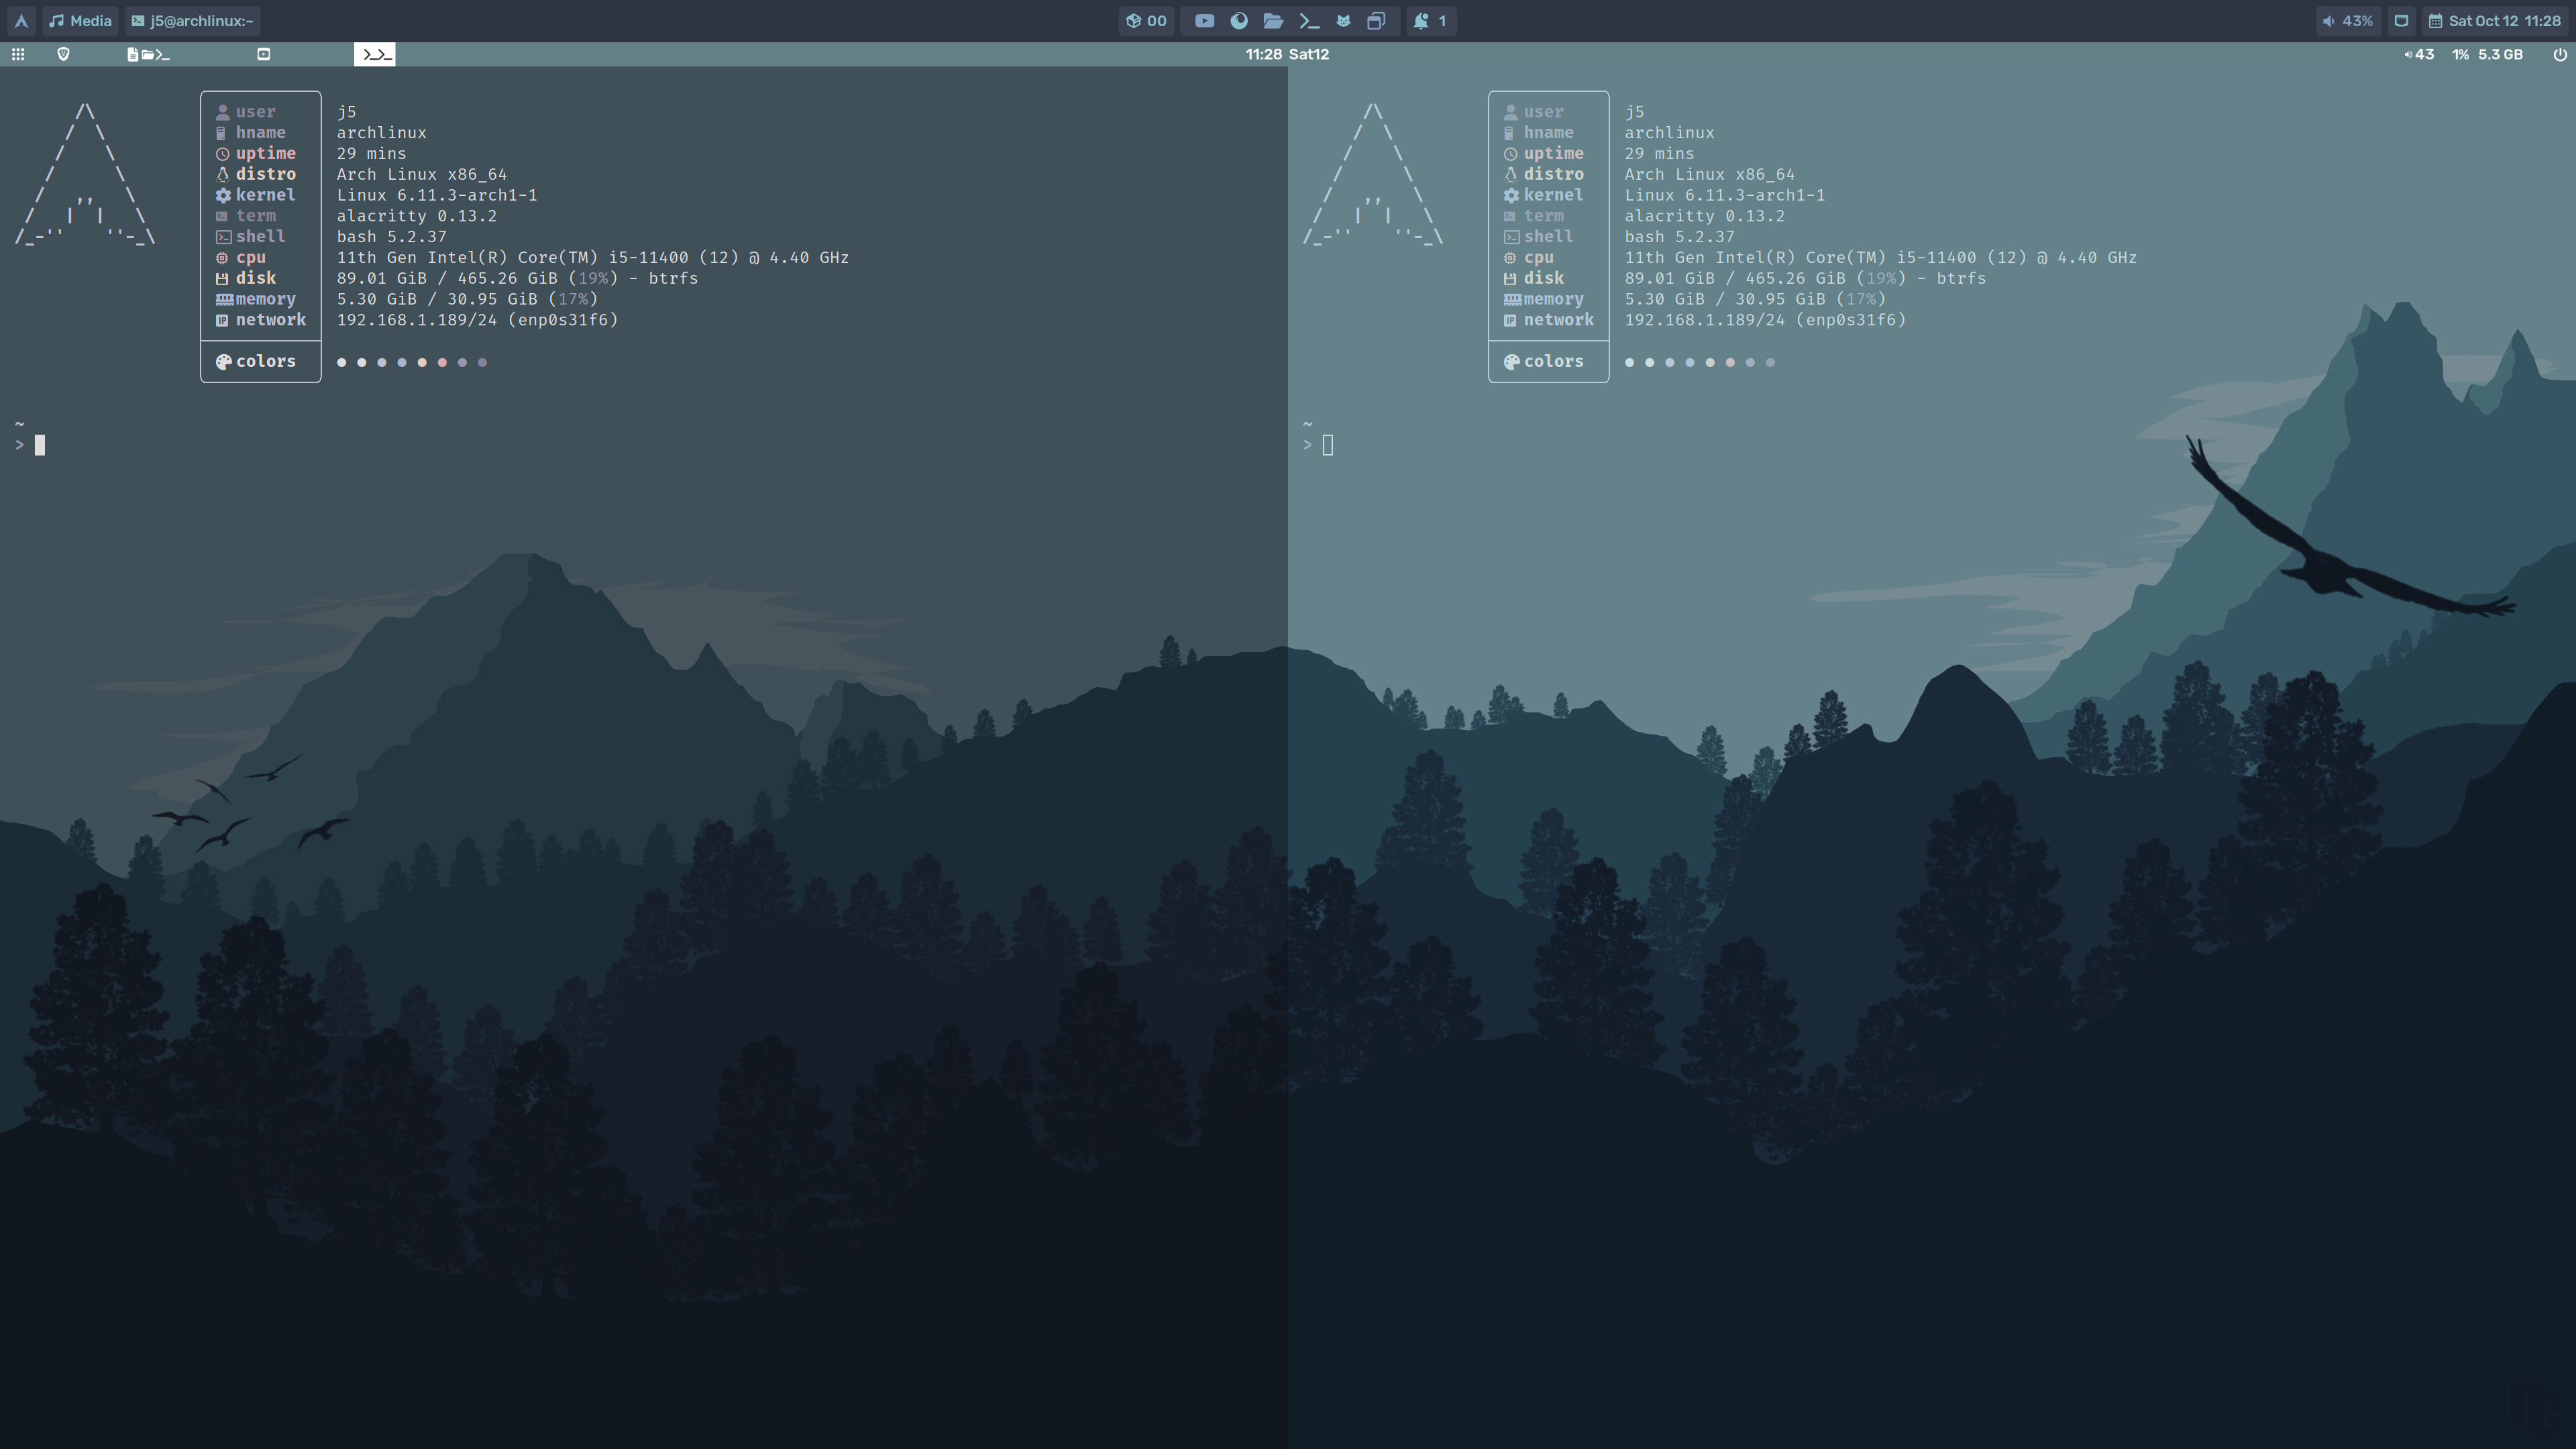 Media j5@archlinux:~ 00 1 43% Sat Oct 12 11:28
11:28 Sat12 43 1% 5.3 GB
user j5
hname archlinux
uptime 29 mins
distro Arch Linux x86_64
kernel Linux 6.11.3-arch1-1
term alacritty 0.13.2
shell bash 5.2.37
cpu 11th Gen Intel(R) Core(TM) i5-11400 (12) @ 4.40 GHz
disk 89.01 GiB / 465.26 GiB (19%) - btrfs
memory 5.30 GiB / 30.95 GiB (17%)
network 192.168.1.189/24 (enp0s31f6)
colors
~
>
user j5
hname archlinux
uptime 29 mins
distro Arch Linux x86_64
kernel Linux 6.11.3-arch1-1
term alacritty 0.13.2
shell bash 5.2.37
cpu 11th Gen Intel(R) Core(TM) i5-11400 (12) @ 4.40 GHz
disk 89.01 GiB / 465.26 GiB (19%) - btrfs
memory 5.30 GiB / 30.95 GiB (17%)
network 192.168.1.189/24 (enp0s31f6)
colors
~
>